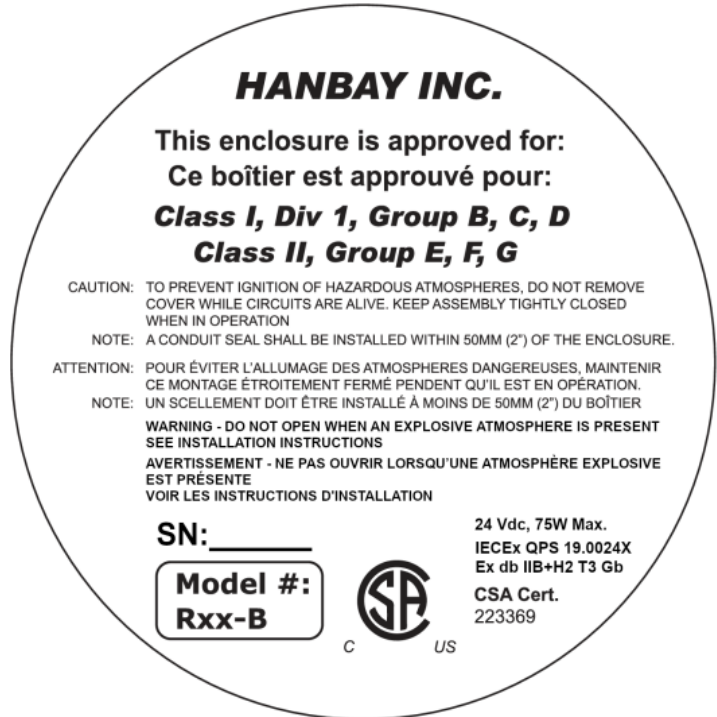 HANBAY INC.
This enclosure is approved for:
Ce boîtier est approuvé pour:
Class I, Div 1, Group B, C, D
Class II, Group E, F, G
CAUTION: TO PREVENT IGNITION OF HAZARDOUS ATMOSPHERES, DO NOT REMOVE
COVER WHILE CIRCUITS ARE ALIVE. KEEP ASSEMBLY TIGHTLY CLOSED
WHEN IN OPERATION
NOTE: A CONDUIT SEAL SHALL BE INSTALLED WITHIN 50MM (2") OF THE ENCLOSURE.
ATTENTION: POUR ÉVITER L'ALLUMAGE DES ATMOSPHERES DANGEREUSES, MAINTENIR
CE MONTAGE ÉTROITEMENT FERMÉ PENDENT QU'IL EST EN OPÉRATION.
NOTE: UN SCELLEMENT DOIT ÊTRE INSTALLÉ À MOINS DE 50MM (2") DU BOÎTIER
WARNING - DO NOT OPEN WHEN AN EXPLOSIVE ATMOSPHERE IS PRESENT
SEE INSTALLATION INSTRUCTIONS
AVERTISSEMENT - NE PAS OUVRIR LORSQU'UNE ATMOSPHÈRE EXPLOSIVE
EST PRÉSENTE
VOIR LES INSTRUCTIONS D'INSTALLATION
SN:______
Model #:
Rxx-B
C SA US
24 Vdc, 75W Max.
IECEx QPS 19.0024X
Ex db IIB+H2 T3 Gb
CSA Cert.
223369